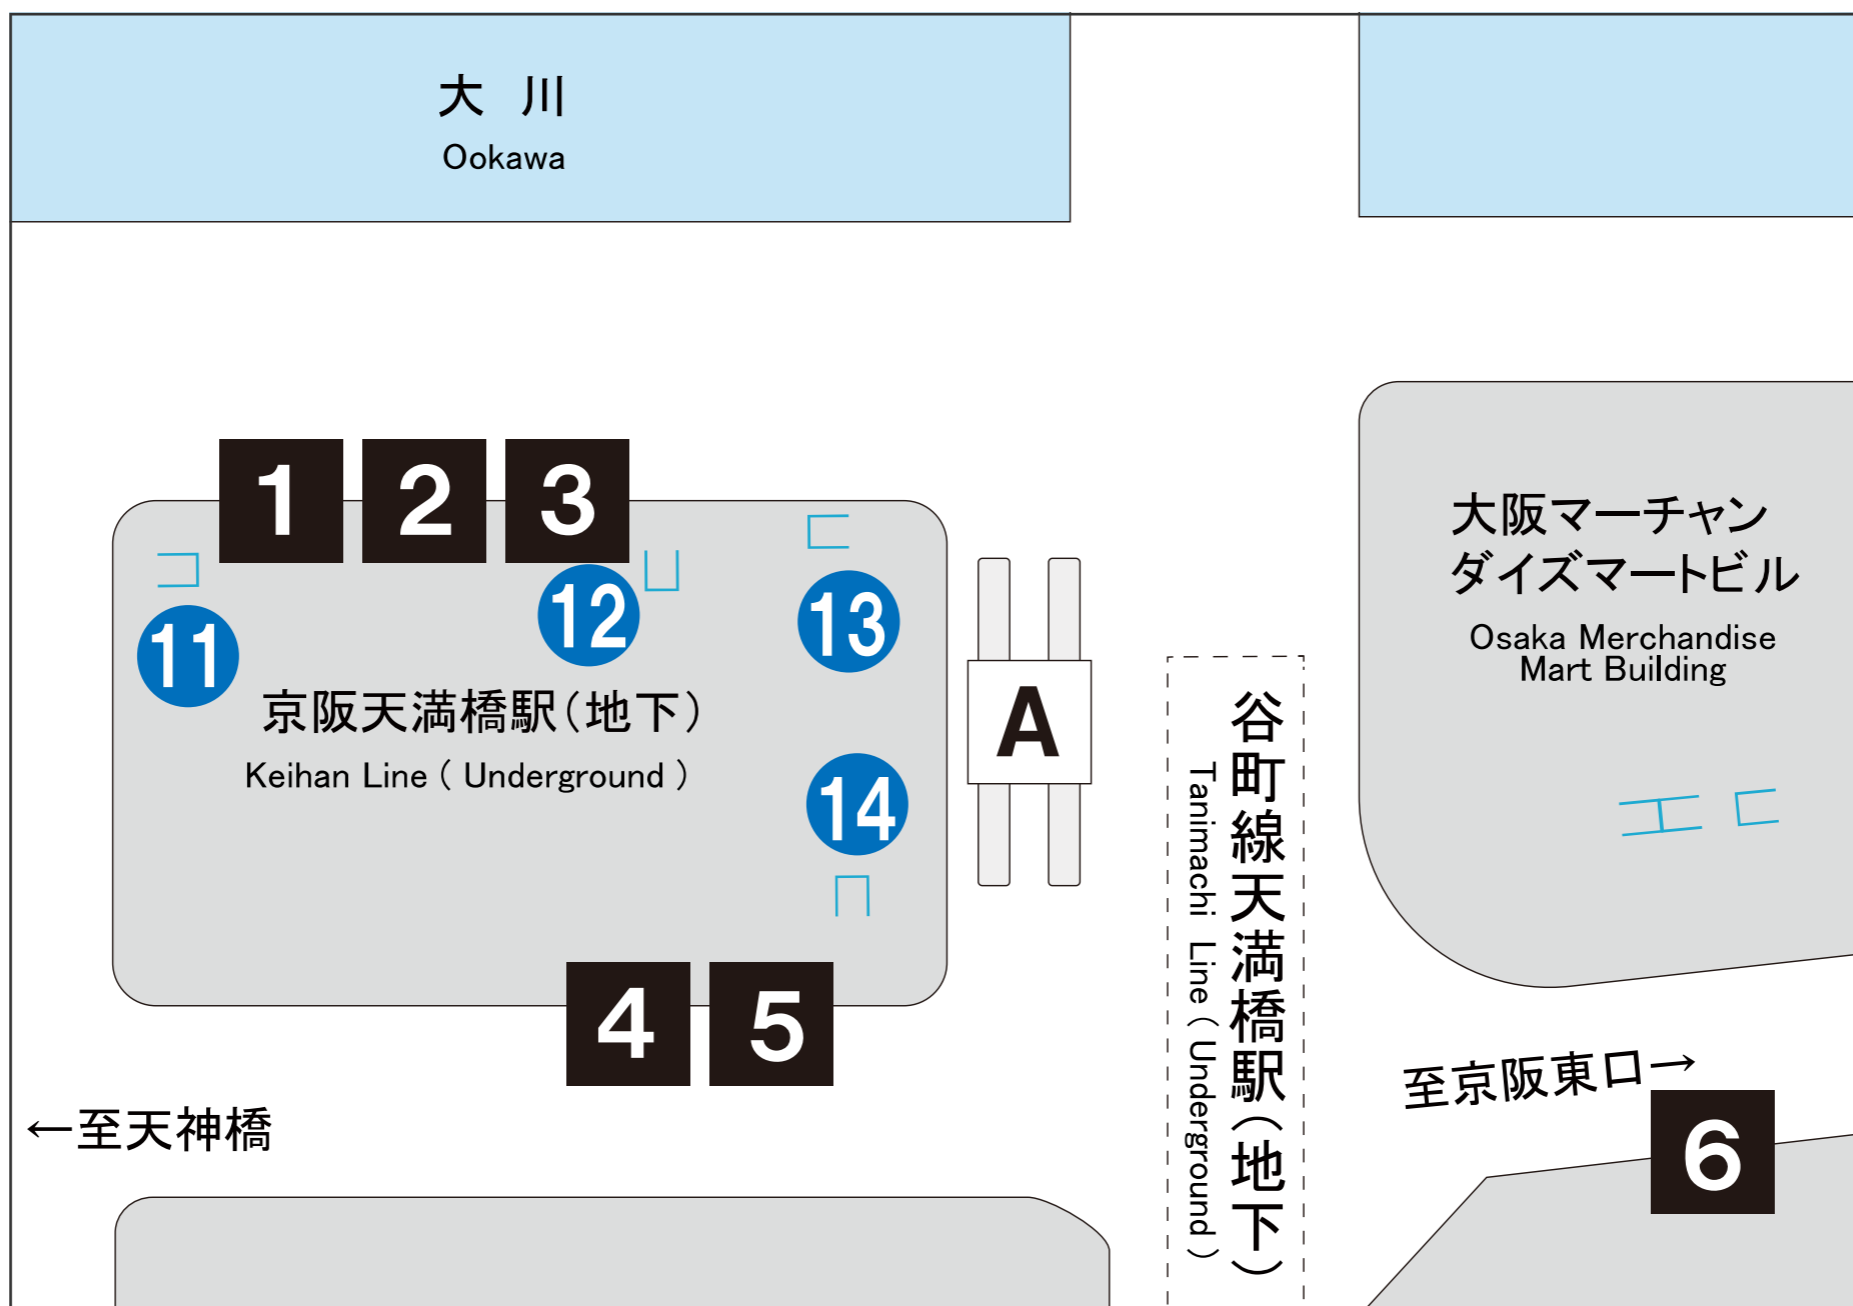 大 川
Ookawa
1
2
3
11
12
13
京阪天満橋駅（地下）
Keihan Line ( Underground )
14
A
4
5
←至天神橋
谷町線天満橋駅（地下）
Tanimachi Line ( Underground )
大阪マーチャン
ダイズマートビル
Osaka Merchandise
Mart Building
至京阪東口→
6